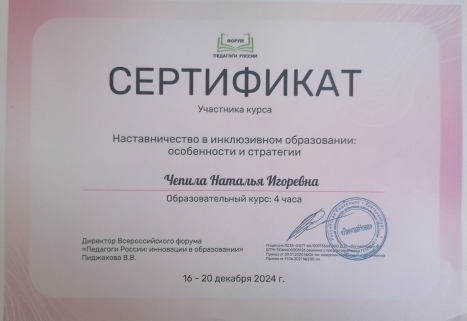 ФОРУМ
ПЕДАГОГИ РОССИИ
СЕРТИФИКАТ
Участника курса
Наставничество в инклюзивном образовании:
особенности и стратегии
Чепила Наталья Игоревна
Образовательный курс: 4 часа
Директор Всероссийского форума
«Педагоги России: инновации в образовании»
Пиджакова В.В.
16 - 20 декабря 2024 г.